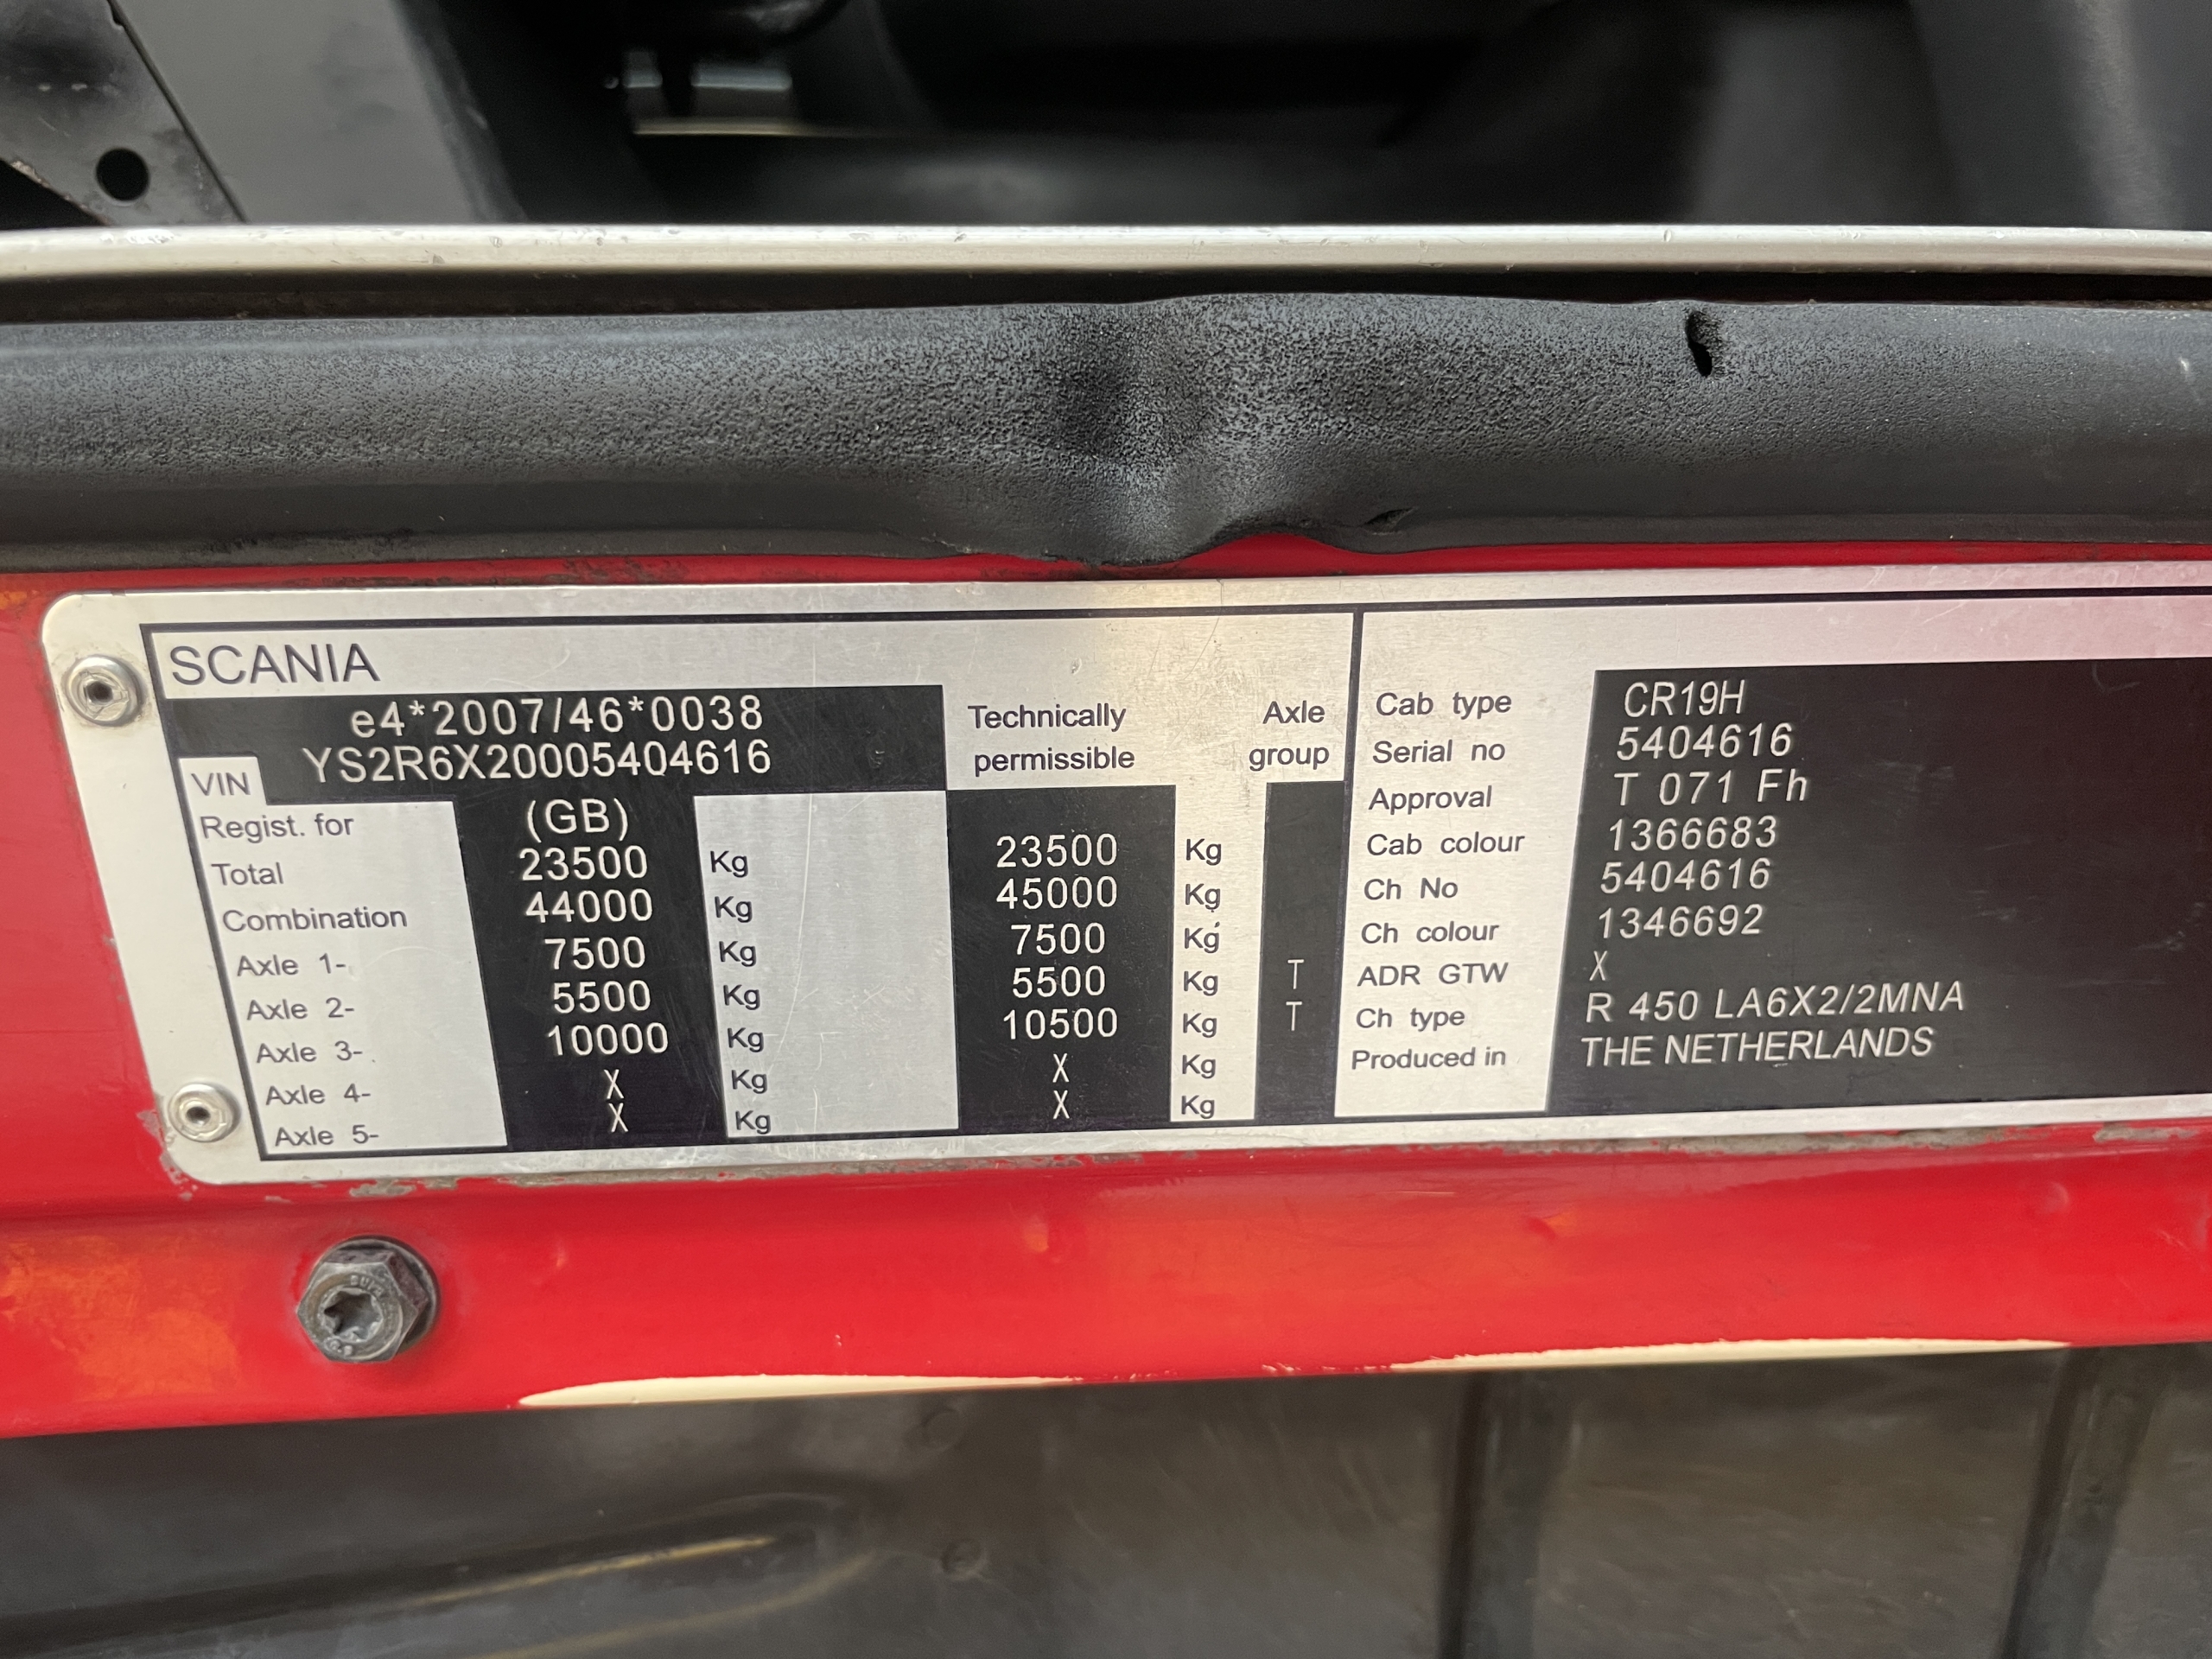 SCANIA
e4*2007/46*0038
VIN YS2R6X20005404616
Technically permissible
Axle group
Regist. for (GB)
Total 23500 Kg 23500 Kg
Combination 44000 Kg 45000 Kg
Axle 1- 7500 Kg 7500 Kg
Axle 2- 5500 Kg 5500 Kg T
Axle 3- 10000 Kg 10500 Kg T
Axle 4- X Kg X Kg
Axle 5- X Kg X Kg
Cab type CR19H
Serial no 5404616
Approval T 071 Fh
Cab colour 1366683
Ch No 5404616
Ch colour 1346692
ADR GTW X
Ch type R 450 LA6X2/2MNA
Produced in THE NETHERLANDS